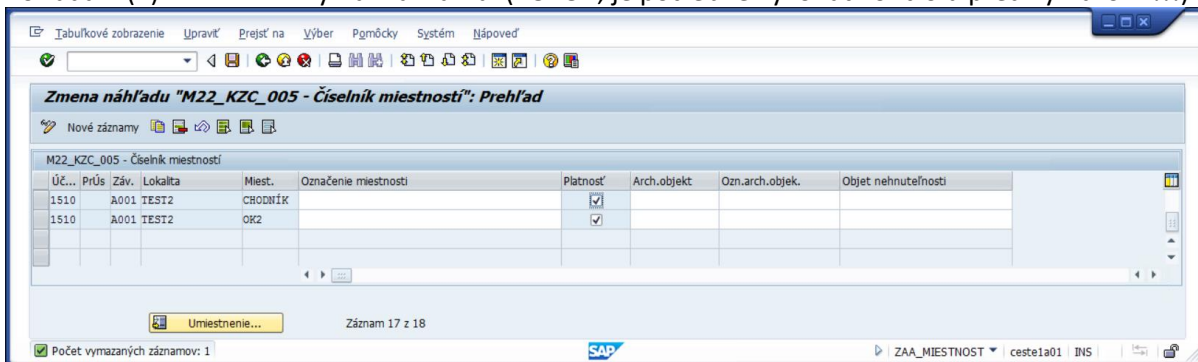 Tabuľkové zobrazenie Upraviť Prejsť na Výber Pomôcky Systém Nápoveď
Zmena náhľadu "M22_KZC_005 - Číselník miestností": Prehľad
Nové záznamy
M22_KZC_005 - Číselník miestností
Úč... PrÚs Záv. Lokalita Miest. Označenie miestnosti Platnosť Arch.objekt Ozn.arch.objek. Objet nehnuteľnosti
1510 A001 TEST2 CHODNÍK
1510 A001 TEST2 OK2
Umiestnenie... Záznam 17 z 18
Počet vymazaných záznamov: 1 SAP ZAA_MIESTNOST ceste1a01 INS